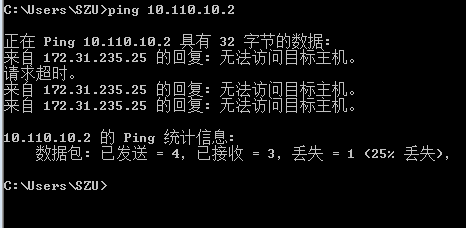 C:\Users\SZU>ping 10.110.10.2
正在 Ping 10.110.10.2 具有 32 字节的数据:
来自 172.31.235.25 的回复: 无法访问目标主机。
请求超时。
来自 172.31.235.25 的回复: 无法访问目标主机。
来自 172.31.235.25 的回复: 无法访问目标主机。
10.110.10.2 的 Ping 统计信息:
数据包: 已发送 = 4, 已接收 = 3, 丢失 = 1 (25% 丢失),
C:\Users\SZU>